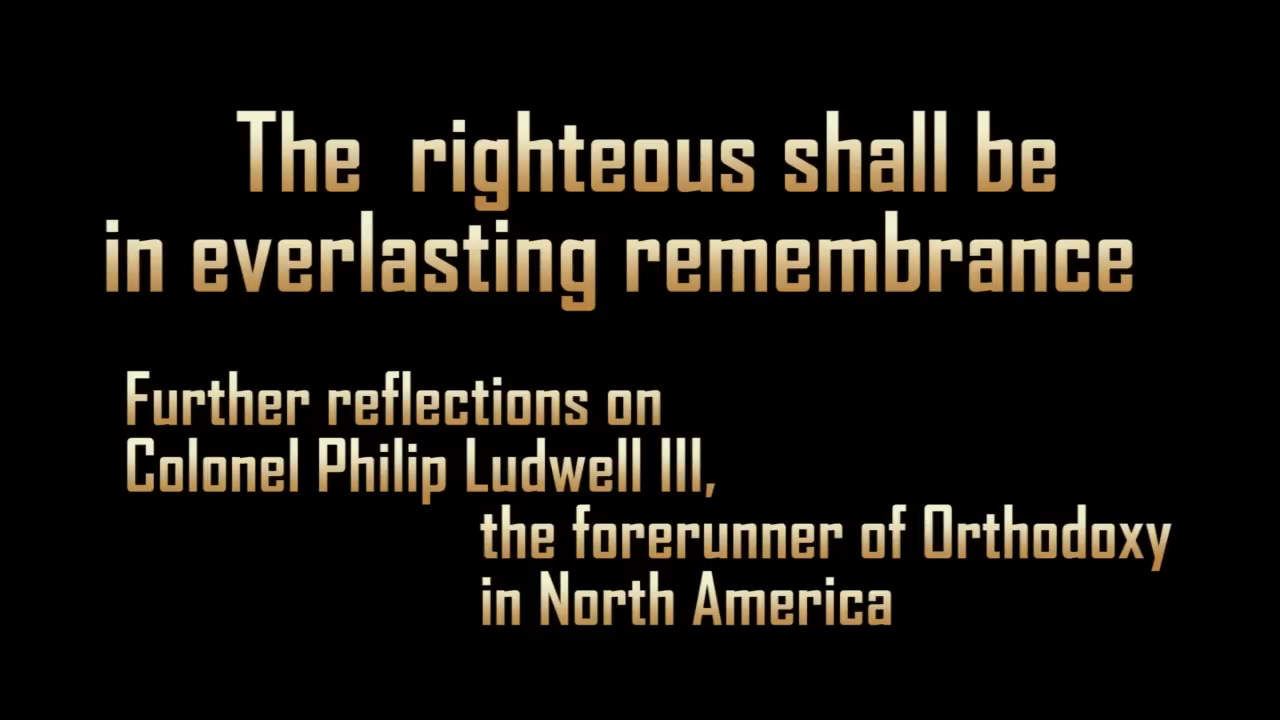 The righteous shall be
in everlasting remembrance
Further reflections on
Colonel Philip Ludwell III,
the forerunner of Orthodoxy
in North America